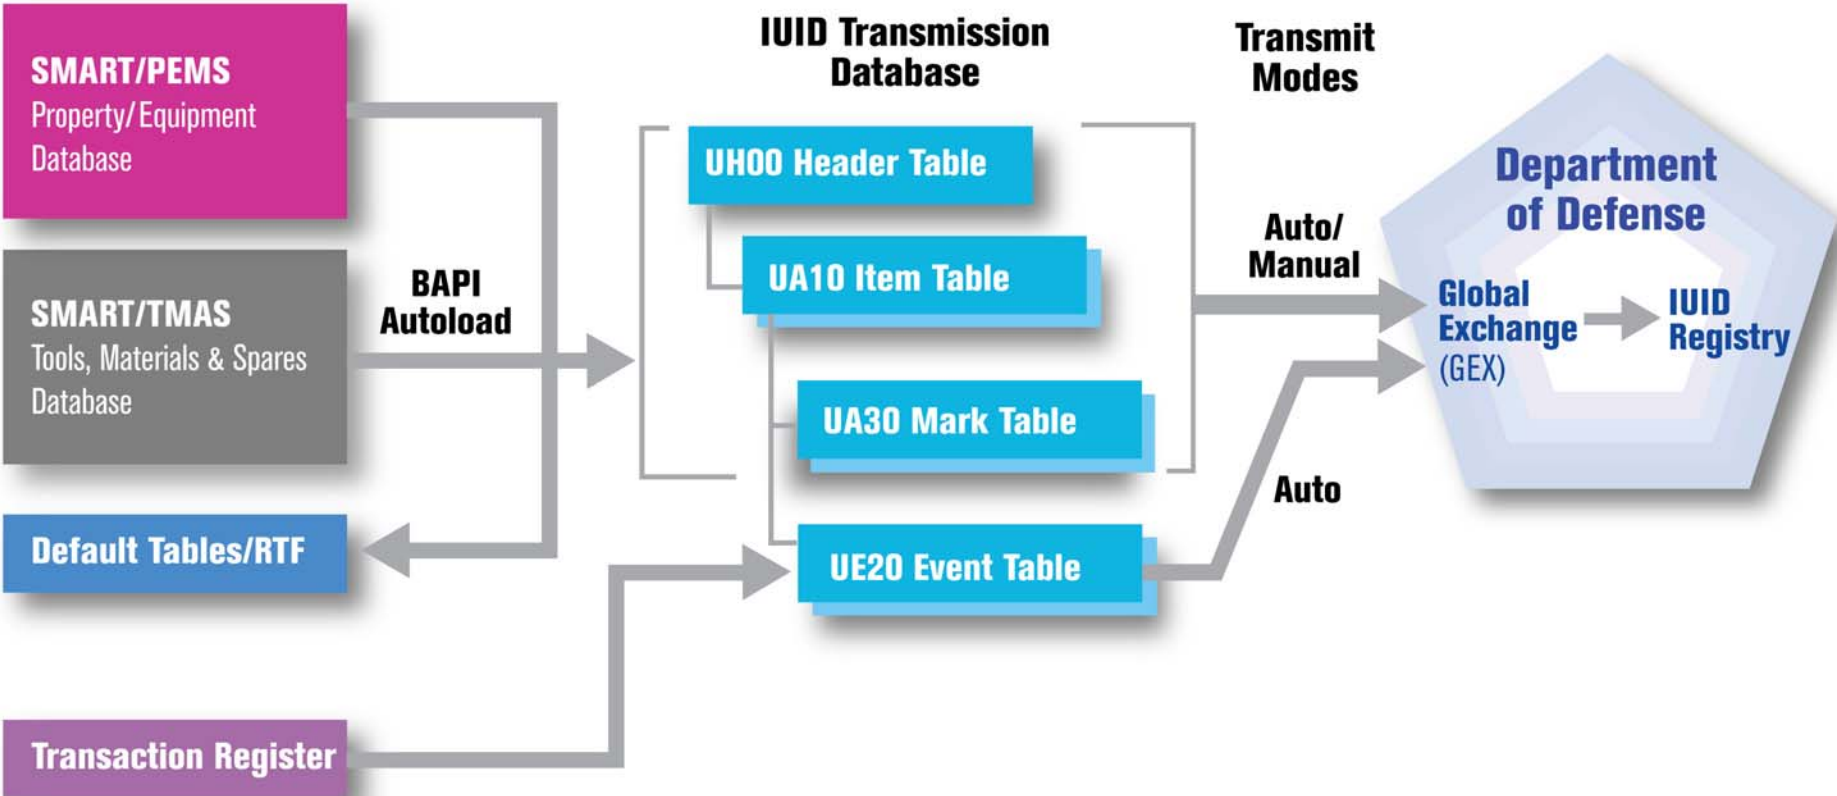 SMART/PEMS
Property/Equipment
Database
SMART/TMAS
Tools, Materials & Spares
Database
Default Tables/RTF
Transaction Register
BAPI
Autoload
IUID Transmission
Database
UH00 Header Table
UA10 Item Table
UA30 Mark Table
UE20 Event Table
Transmit
Modes
Auto/
Manual
Auto
Department
of Defense
Global
Exchange
(GEX)
IUID
Registry